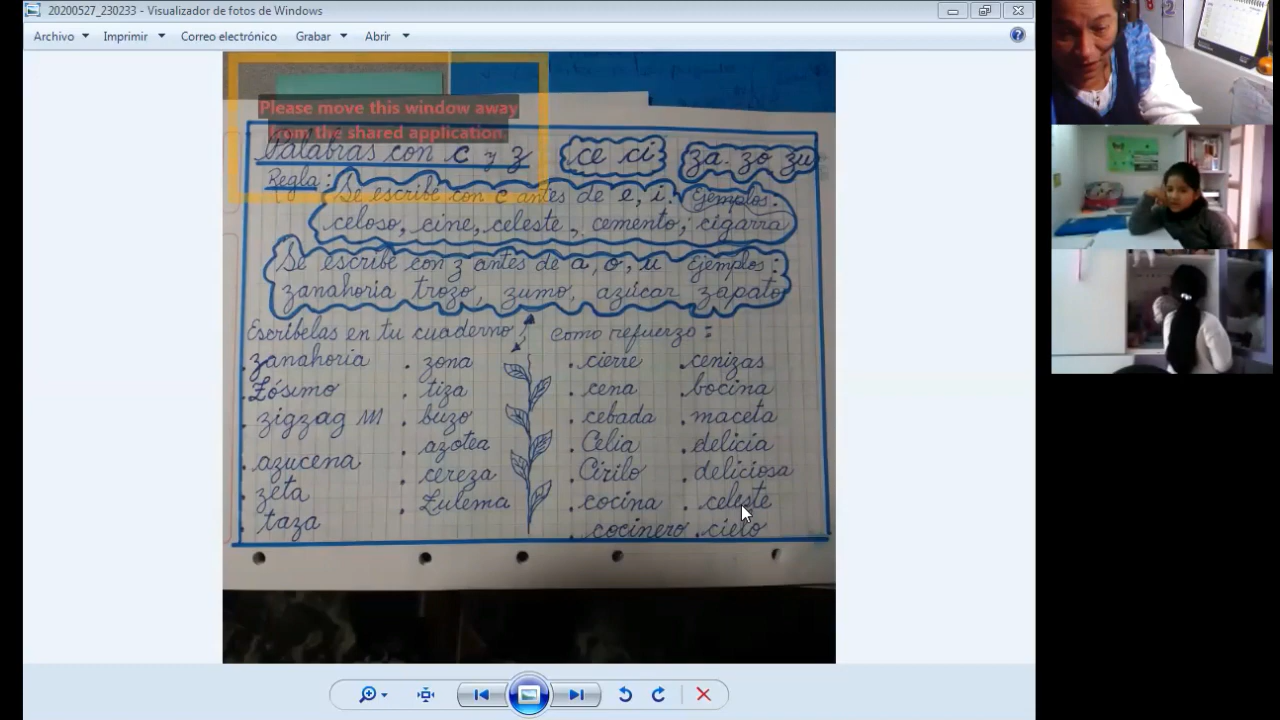 20200527_230233 - Visualizador de fotos de Windows
Archivo Imprimir Correo electrónico Grabar Abrir
Please move this window away
from the shared application.
Palabras con c y z ce ci za. zo zu
Regla: Se escribe con c antes de e, i. Ejemplos:
celoso, cine, celeste, cemento, cigarra
Se escribe con z antes de a, o, u Ejemplos:
zanahoria trozo, zumo, azúcar zapato
Escríbelas en tu cuaderno, como refuerzo:
. zanahoria . zona . cierre . cenizas
. Zósimo . tiza . cena . bocina
. zigzag . buzo . cebada . maceta
. azucena . azotea . Celia . delicia
. zeta . cereza . Cirilo . deliciosa
. taza . Zulema . cocina . celeste
. cocinero . cielo